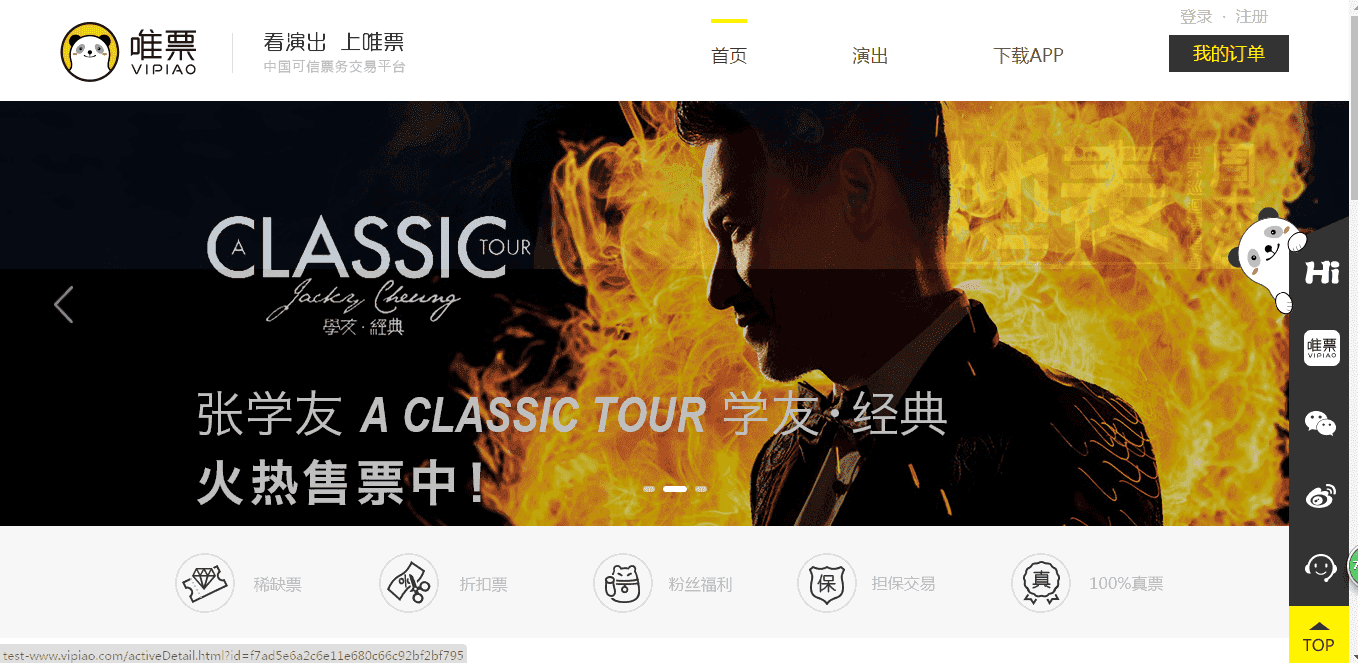 登录 · 注册
唯票
VIPIAO
看演出 上唯票
中国可信票务交易平台
首页
演出
下载APP
我的订单
A CLASSIC TOUR
Jacky Cheung
學友·經典
张学友 A CLASSIC TOUR 学友·经典
火热售票中！
Hi
唯票
VIPIAO
稀缺票
折扣票
粉丝福利
保
担保交易
真
100%真票
TOP
test-www.vipiao.com/activeDetail.html?id=f7ad5e6a2c6e11e680c66c92bf2bf795